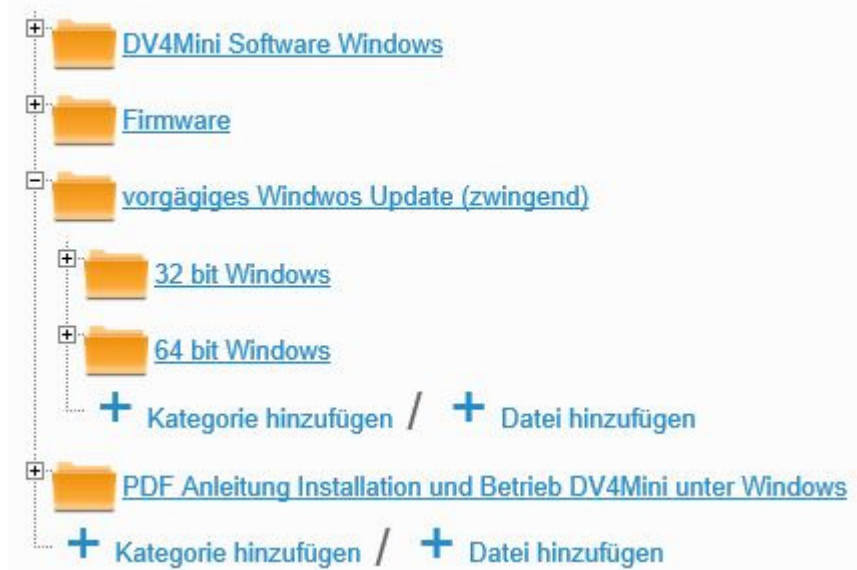 DV4Mini Software Windows
Firmware
vorgägiges Windwos Update (zwingend)
32 bit Windows
64 bit Windows
+ Kategorie hinzufügen / + Datei hinzufügen
PDF Anleitung Installation und Betrieb DV4Mini unter Windows
+ Kategorie hinzufügen / + Datei hinzufügen